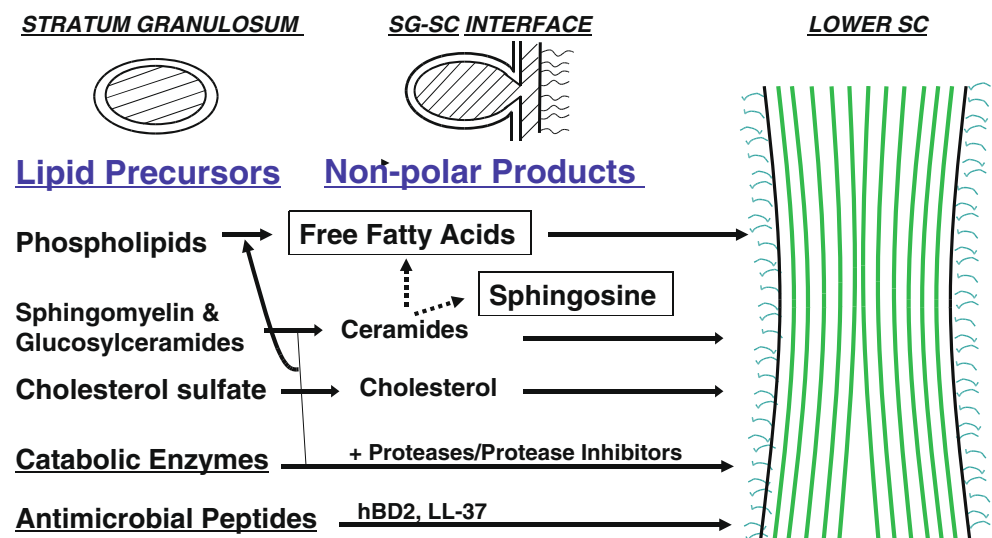 STRATUM GRANULOSUM
SG-SC INTERFACE
LOWER SC
Lipid Precursors
Non-polar Products
Phospholipids
Free Fatty Acids
Sphingosine
Sphingomyelin &
Glucosylceramides
Ceramides
Cholesterol sulfate
Cholesterol
Catabolic Enzymes
+ Proteases/Protease Inhibitors
Antimicrobial Peptides
hBD2, LL-37